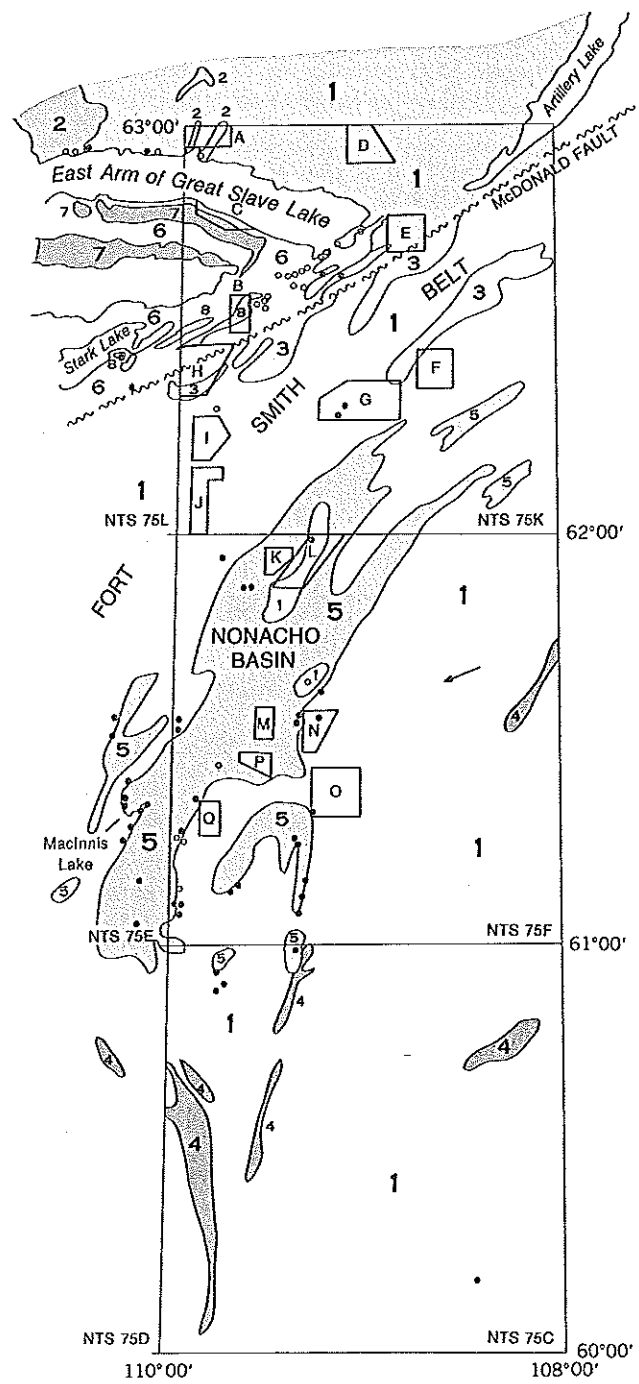 2
1
Artillery Lake
2
63°00'
2 2
A
D
East Arm of Great Slave Lake
1
McDONALD FAULT
7
7
C
E
6
6
3
7
BELT
B
3
6
8
9
1
Stark Lake
8
3
F
6
H
3
SMITH
G
5
I
1
J
5
NTS 75L
NTS 75K
62°00'
K
L
FORT
1
5
1
NONACHO
BASIN
1
4
5
M
N
P
O
5
MacInnis
Lake
5
Q
1
5
NTS 75E
NTS 75F
61°00'
5
5
4
1
4
4
4
4
4
1
NTS 75D
NTS 75C
60°00'
110°00'
108°00'